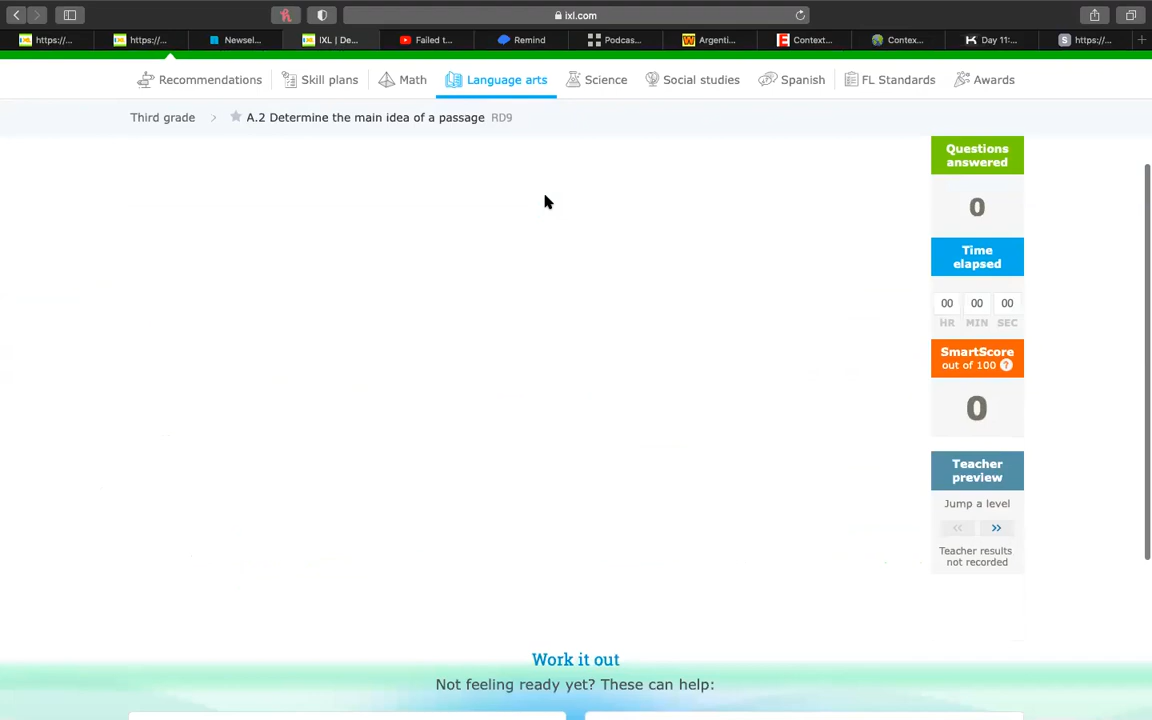 ixl.com
https://...
https://...
Newsel...
IXL | De...
Failed t...
Remind
Podcas...
Argenti...
Context...
Contex...
Day 11:...
https://...
Recommendations
Skill plans
Math
Language arts
Science
Social studies
Spanish
FL Standards
Awards
Third grade > A.2 Determine the main idea of a passage RD9
Questions
answered
0
Time
elapsed
00 00 00
HR MIN SEC
SmartScore
out of 100 ?
0
Teacher
preview
Jump a level
<< >>
Teacher results
not recorded
Work it out
Not feeling ready yet? These can help: